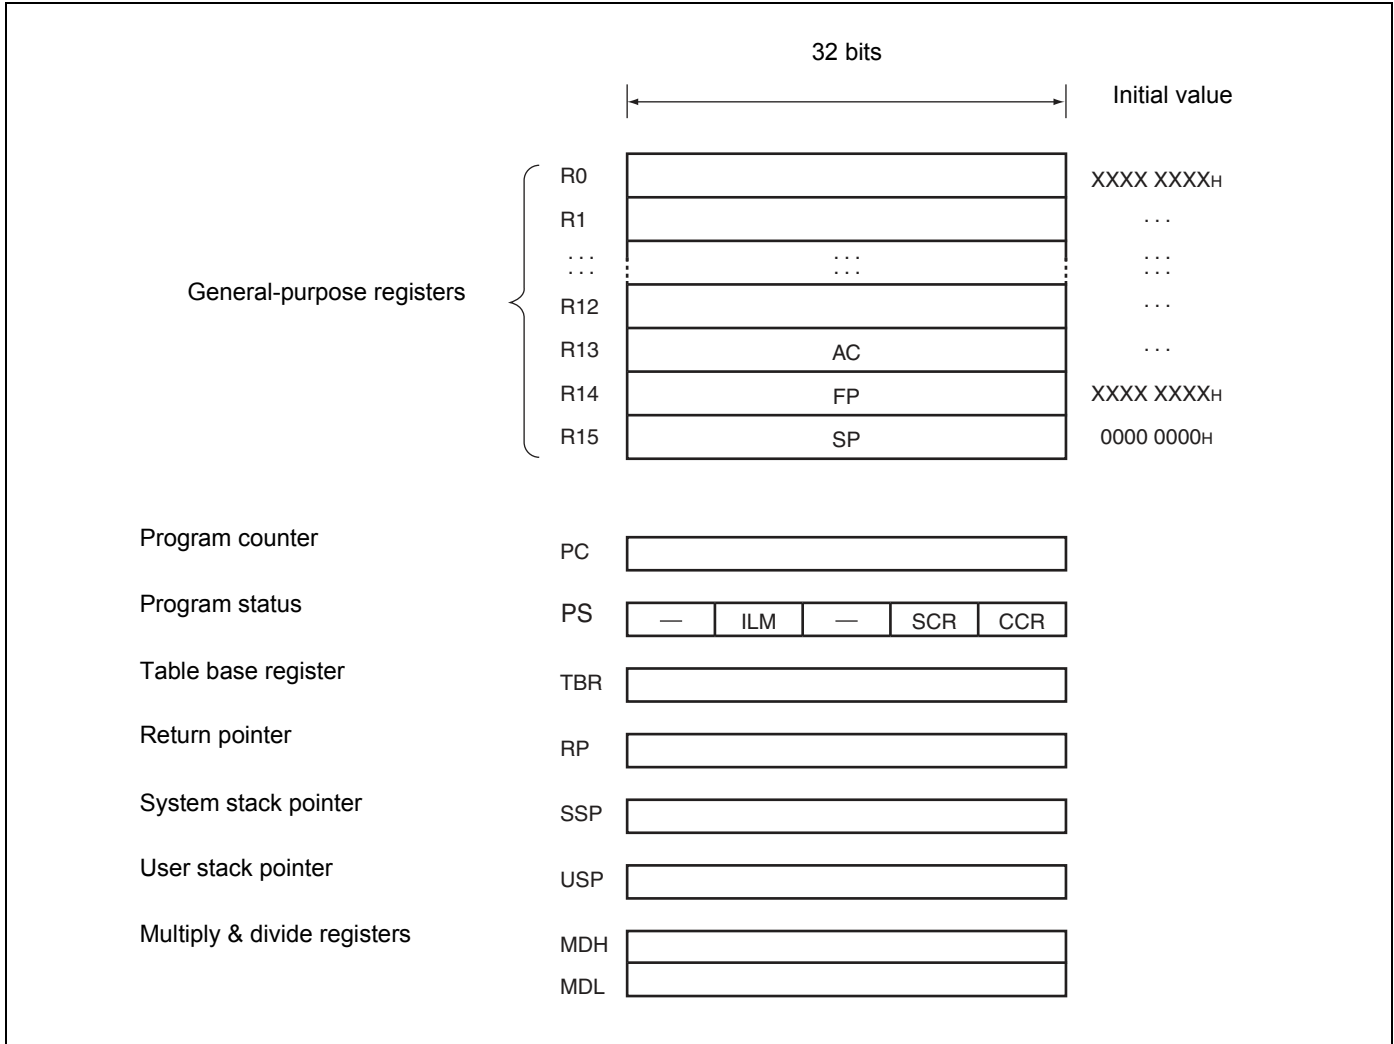 32 bits
Initial value
R0 XXXX XXXXH
R1 . . .
. . . . . . . . .
. . . . . . . . .
General-purpose registers
R12 . . .
R13 AC . . .
R14 FP XXXX XXXXH
R15 SP 0000 0000H
Program counter PC
Program status PS — ILM — SCR CCR
Table base register TBR
Return pointer RP
System stack pointer SSP
User stack pointer USP
Multiply & divide registers MDH
MDL